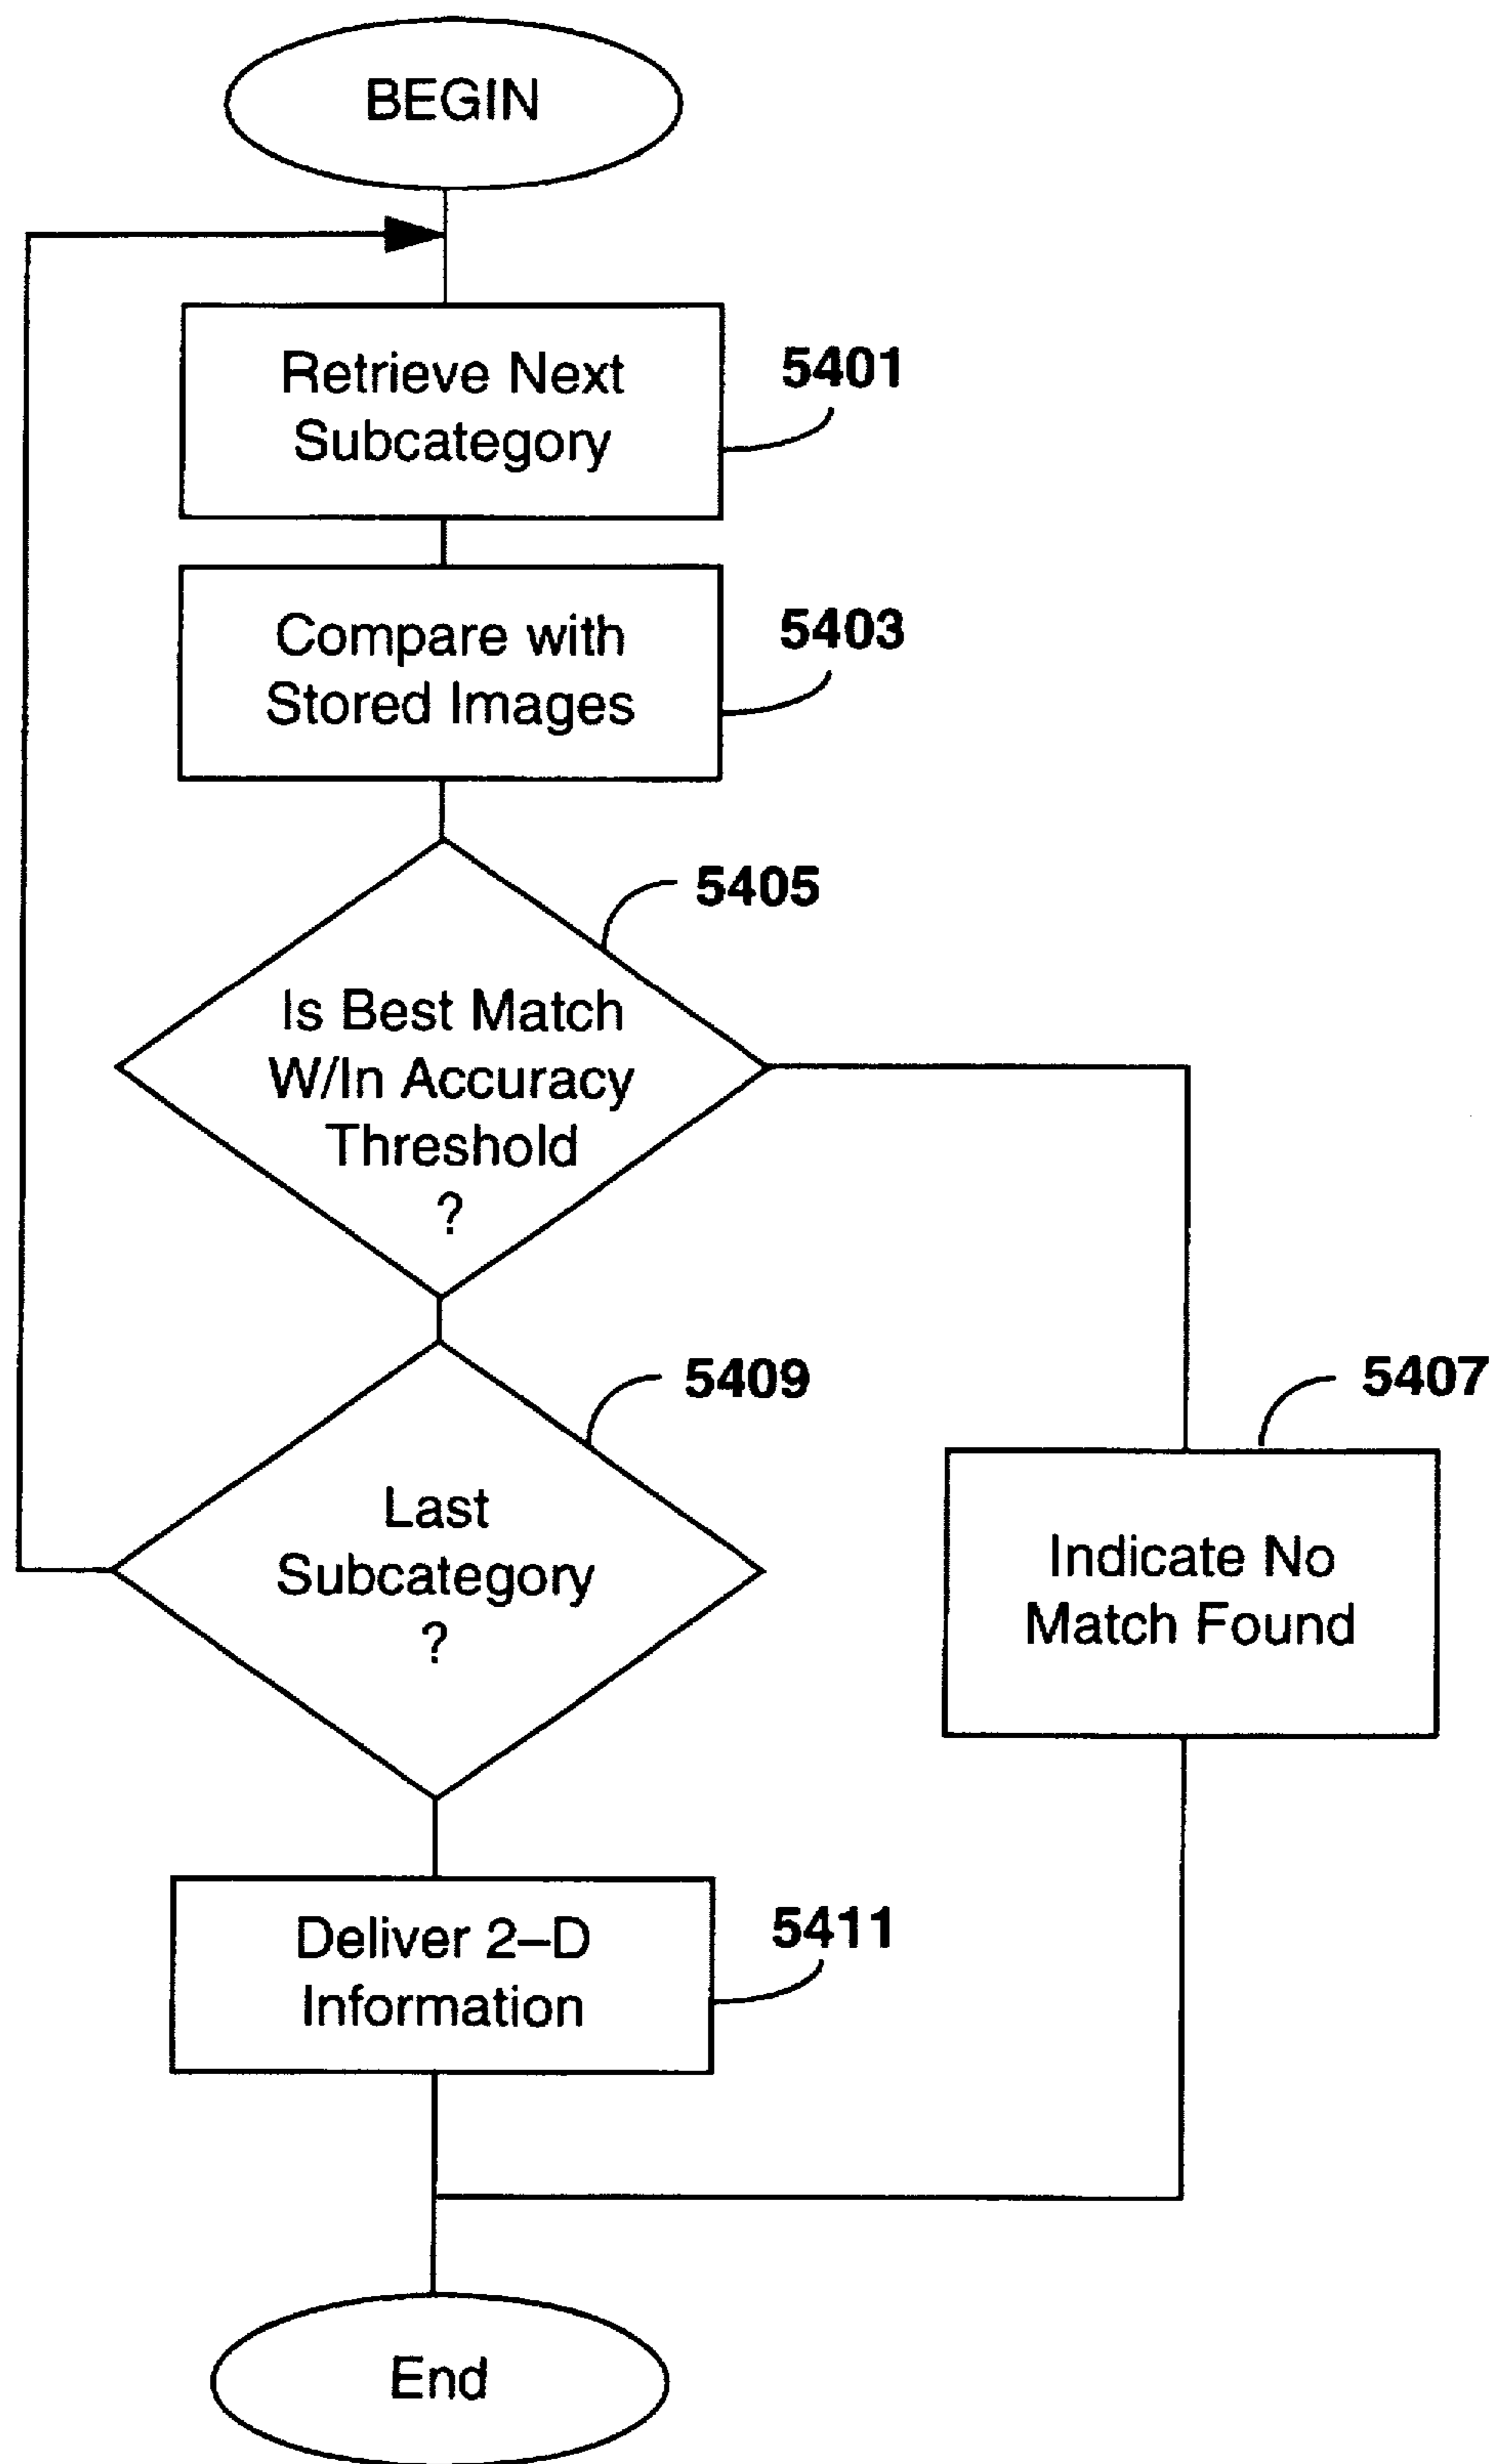 BEGIN
Retrieve Next
Subcategory
5401
Compare with
Stored Images
5403
5405
Is Best Match
W/In Accuracy
Threshold
?
5409
Last
Subcategory
?
5407
Indicate No
Match Found
Deliver 2–D
Information
5411
End